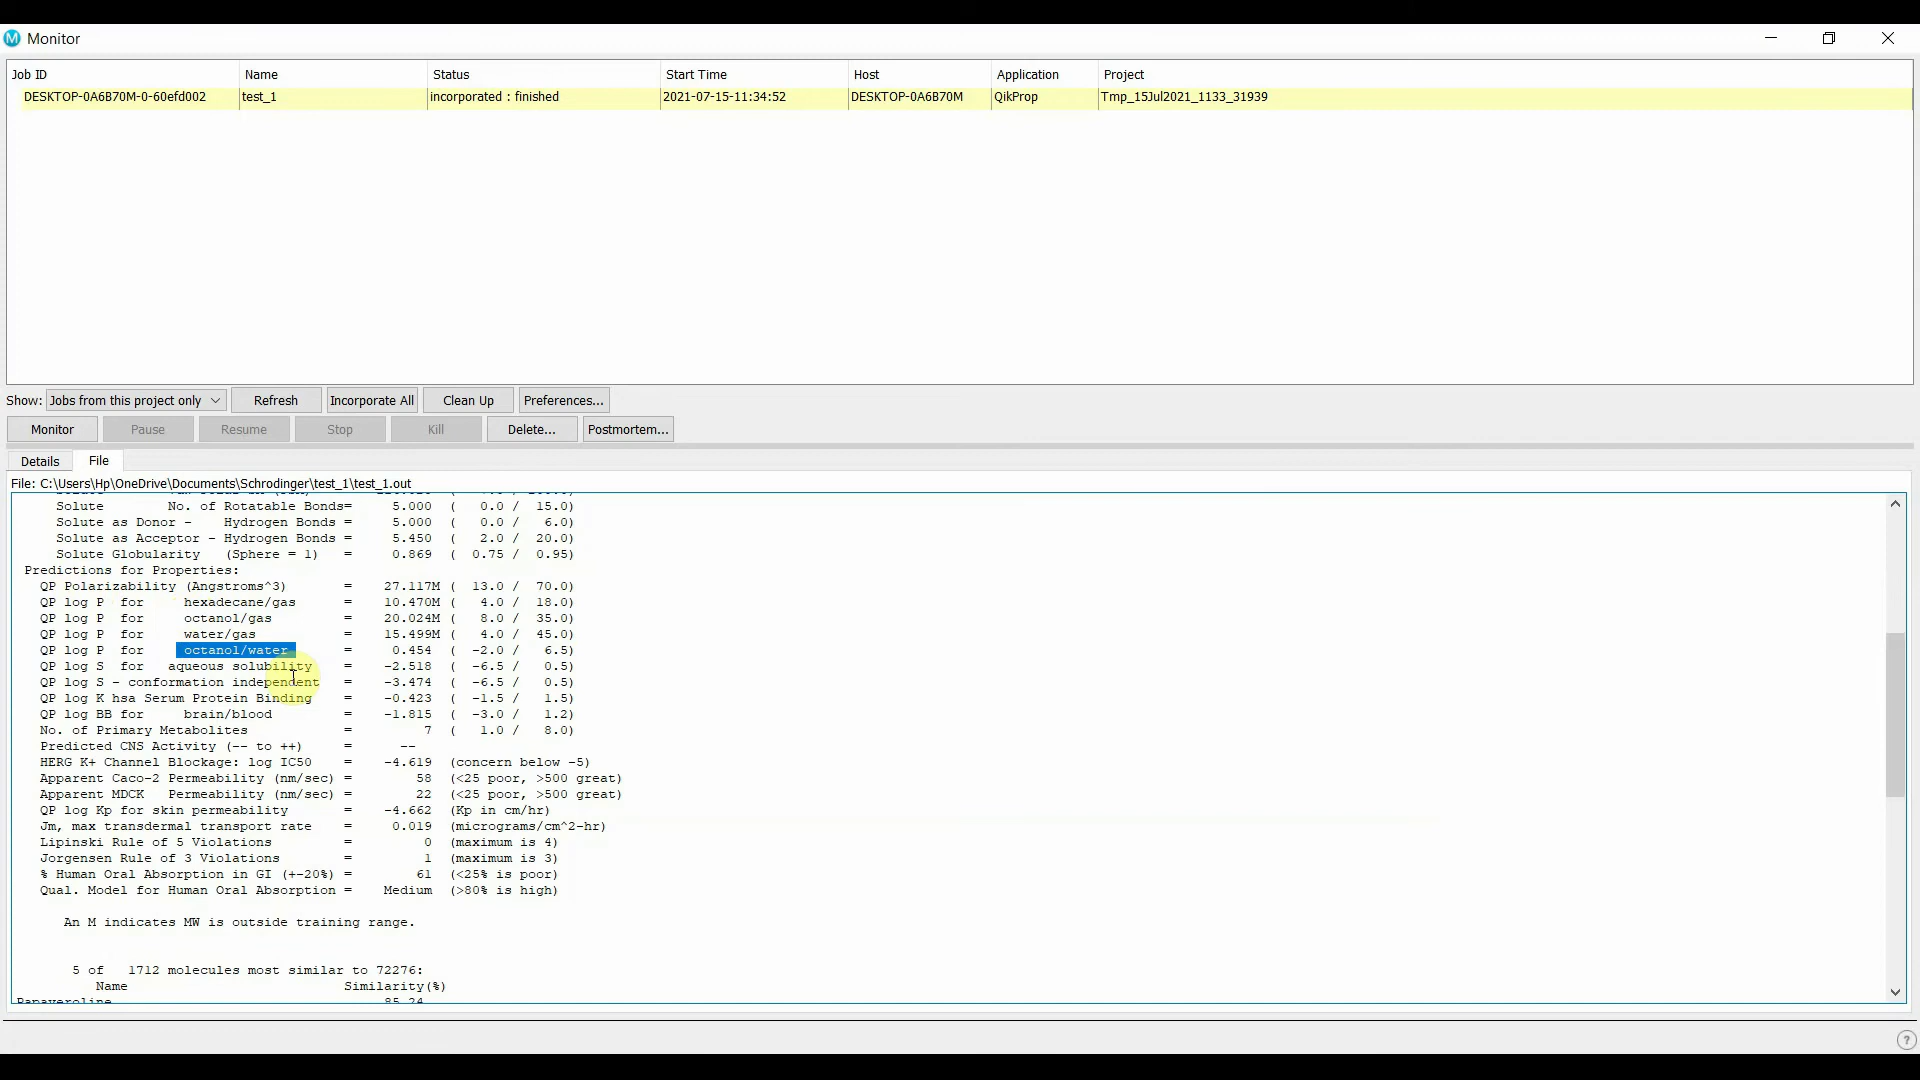 Monitor
Job ID Name Status Start Time Host Application Project
DESKTOP-0A6B70M-0-60efd002 test_1 incorporated : finished 2021-07-15-11:34:52 DESKTOP-0A6B70M QikProp Tmp_15Jul2021_1133_31939
Show: Jobs from this project only Refresh Incorporate All Clean Up Preferences...
Monitor Pause Resume Stop Kill Delete... Postmortem...
Details File
File: C:\Users\Hp\OneDrive\Documents\Schrodinger\test_1\test_1.out
Solute No. of Rotatable Bonds= 5.000 ( 0.0 / 15.0)
Solute as Donor - Hydrogen Bonds = 5.000 ( 0.0 / 6.0)
Solute as Acceptor - Hydrogen Bonds = 5.450 ( 2.0 / 20.0)
Solute Globularity (Sphere = 1) = 0.869 ( 0.75 / 0.95)
Predictions for Properties:
QP Polarizability (Angstroms^3) = 27.117M ( 13.0 / 70.0)
QP log P for hexadecane/gas = 10.470M ( 4.0 / 18.0)
QP log P for octanol/gas = 20.024M ( 8.0 / 35.0)
QP log P for water/gas = 15.499M ( 4.0 / 45.0)
QP log P for octanol/water = 0.454 ( -2.0 / 6.5)
QP log S for aqueous solubility = -2.518 ( -6.5 / 0.5)
QP log S - conformation independent = -3.474 ( -6.5 / 0.5)
QP log K hsa Serum Protein Binding = -0.423 ( -1.5 / 1.5)
QP log BB for brain/blood = -1.815 ( -3.0 / 1.2)
No. of Primary Metabolites = 7 ( 1.0 / 8.0)
Predicted CNS Activity (-- to ++) = --
HERG K+ Channel Blockage: log IC50 = -4.619 (concern below -5)
Apparent Caco-2 Permeability (nm/sec) = 58 (<25 poor, >500 great)
Apparent MDCK Permeability (nm/sec) = 22 (<25 poor, >500 great)
QP log Kp for skin permeability = -4.662 (Kp in cm/hr)
Jm, max transdermal transport rate = 0.019 (micrograms/cm^2-hr)
Lipinski Rule of 5 Violations = 0 (maximum is 4)
Jorgensen Rule of 3 Violations = 1 (maximum is 3)
% Human Oral Absorption in GI (+-20%) = 61 (<25% is poor)
Qual. Model for Human Oral Absorption = Medium (>80% is high)
An M indicates MW is outside training range.
5 of 1712 molecules most similar to 72276:
Name Similarity(%)
Papaveroline 85.24